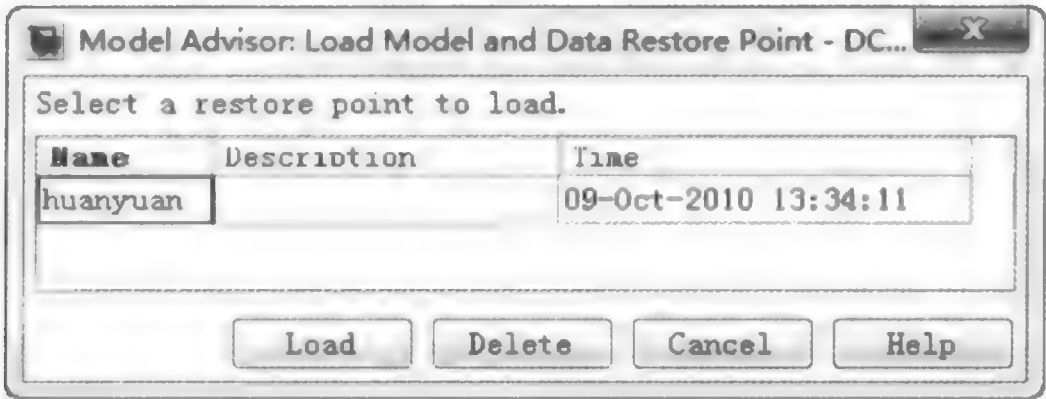 Model Advisor: Load Model and Data Restore Point - DC...
Select a restore point to load.
Name Description Time
huanyuan 09-Oct-2010 13:34:11
Load Delete Cancel Help